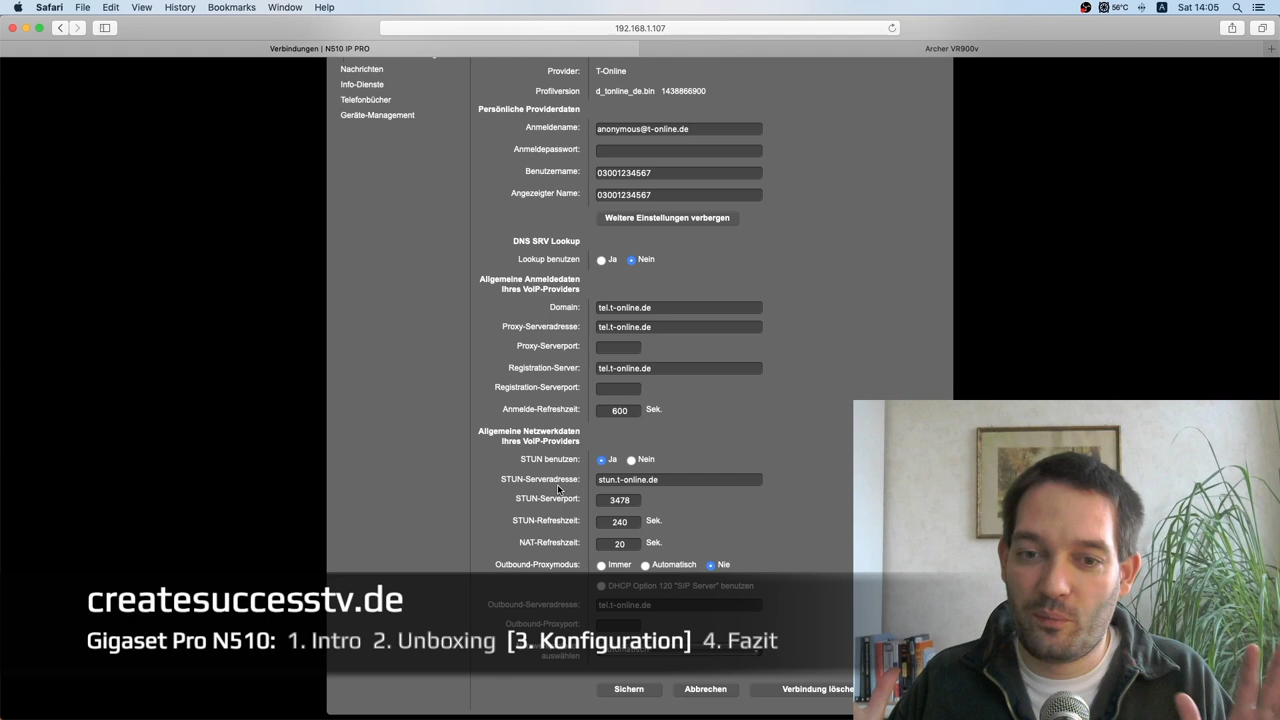 Safari File Edit View History Bookmarks Window Help
56°C Sat 14:05
192.168.1.107
Verbindungen | N510 IP PRO
Archer VR900v
Nachrichten
Info-Dienste
Telefonbücher
Geräte-Management
Provider: T-Online
Profilversion d_tonline_de.bin 1438866900
Persönliche Providerdaten
Anmeldename: anonymous@t-online.de
Anmeldepasswort:
Benutzername: 03001234567
Angezeigter Name: 03001234567
Weitere Einstellungen verbergen
DNS SRV Lookup
Lookup benutzen Ja Nein
Allgemeine Anmeldedaten
Ihres VoIP-Providers
Domain: tel.t-online.de
Proxy-Serveradresse: tel.t-online.de
Proxy-Serverport:
Registration-Server: tel.t-online.de
Registration-Serverport:
Anmelde-Refreshzeit: 600 Sek.
Allgemeine Netzwerkdaten
Ihres VoIP-Providers
STUN benutzen: Ja Nein
STUN-Serveradresse: stun.t-online.de
STUN-Serverport: 3478
STUN-Refreshzeit: 240 Sek.
NAT-Refreshzeit: 20 Sek.
Outbound-Proxymodus: Immer Automatisch Nie
DHCP Option 120 "SIP Server" benutzen
Outbound-Serveradresse: tel.t-online.de
Outbound-Proxyport:
auswählen
createsuccesstv.de
Gigaset Pro N510: 1. Intro 2. Unboxing [3. Konfiguration] 4. Fazit
Sichern Abbrechen Verbindung lösche